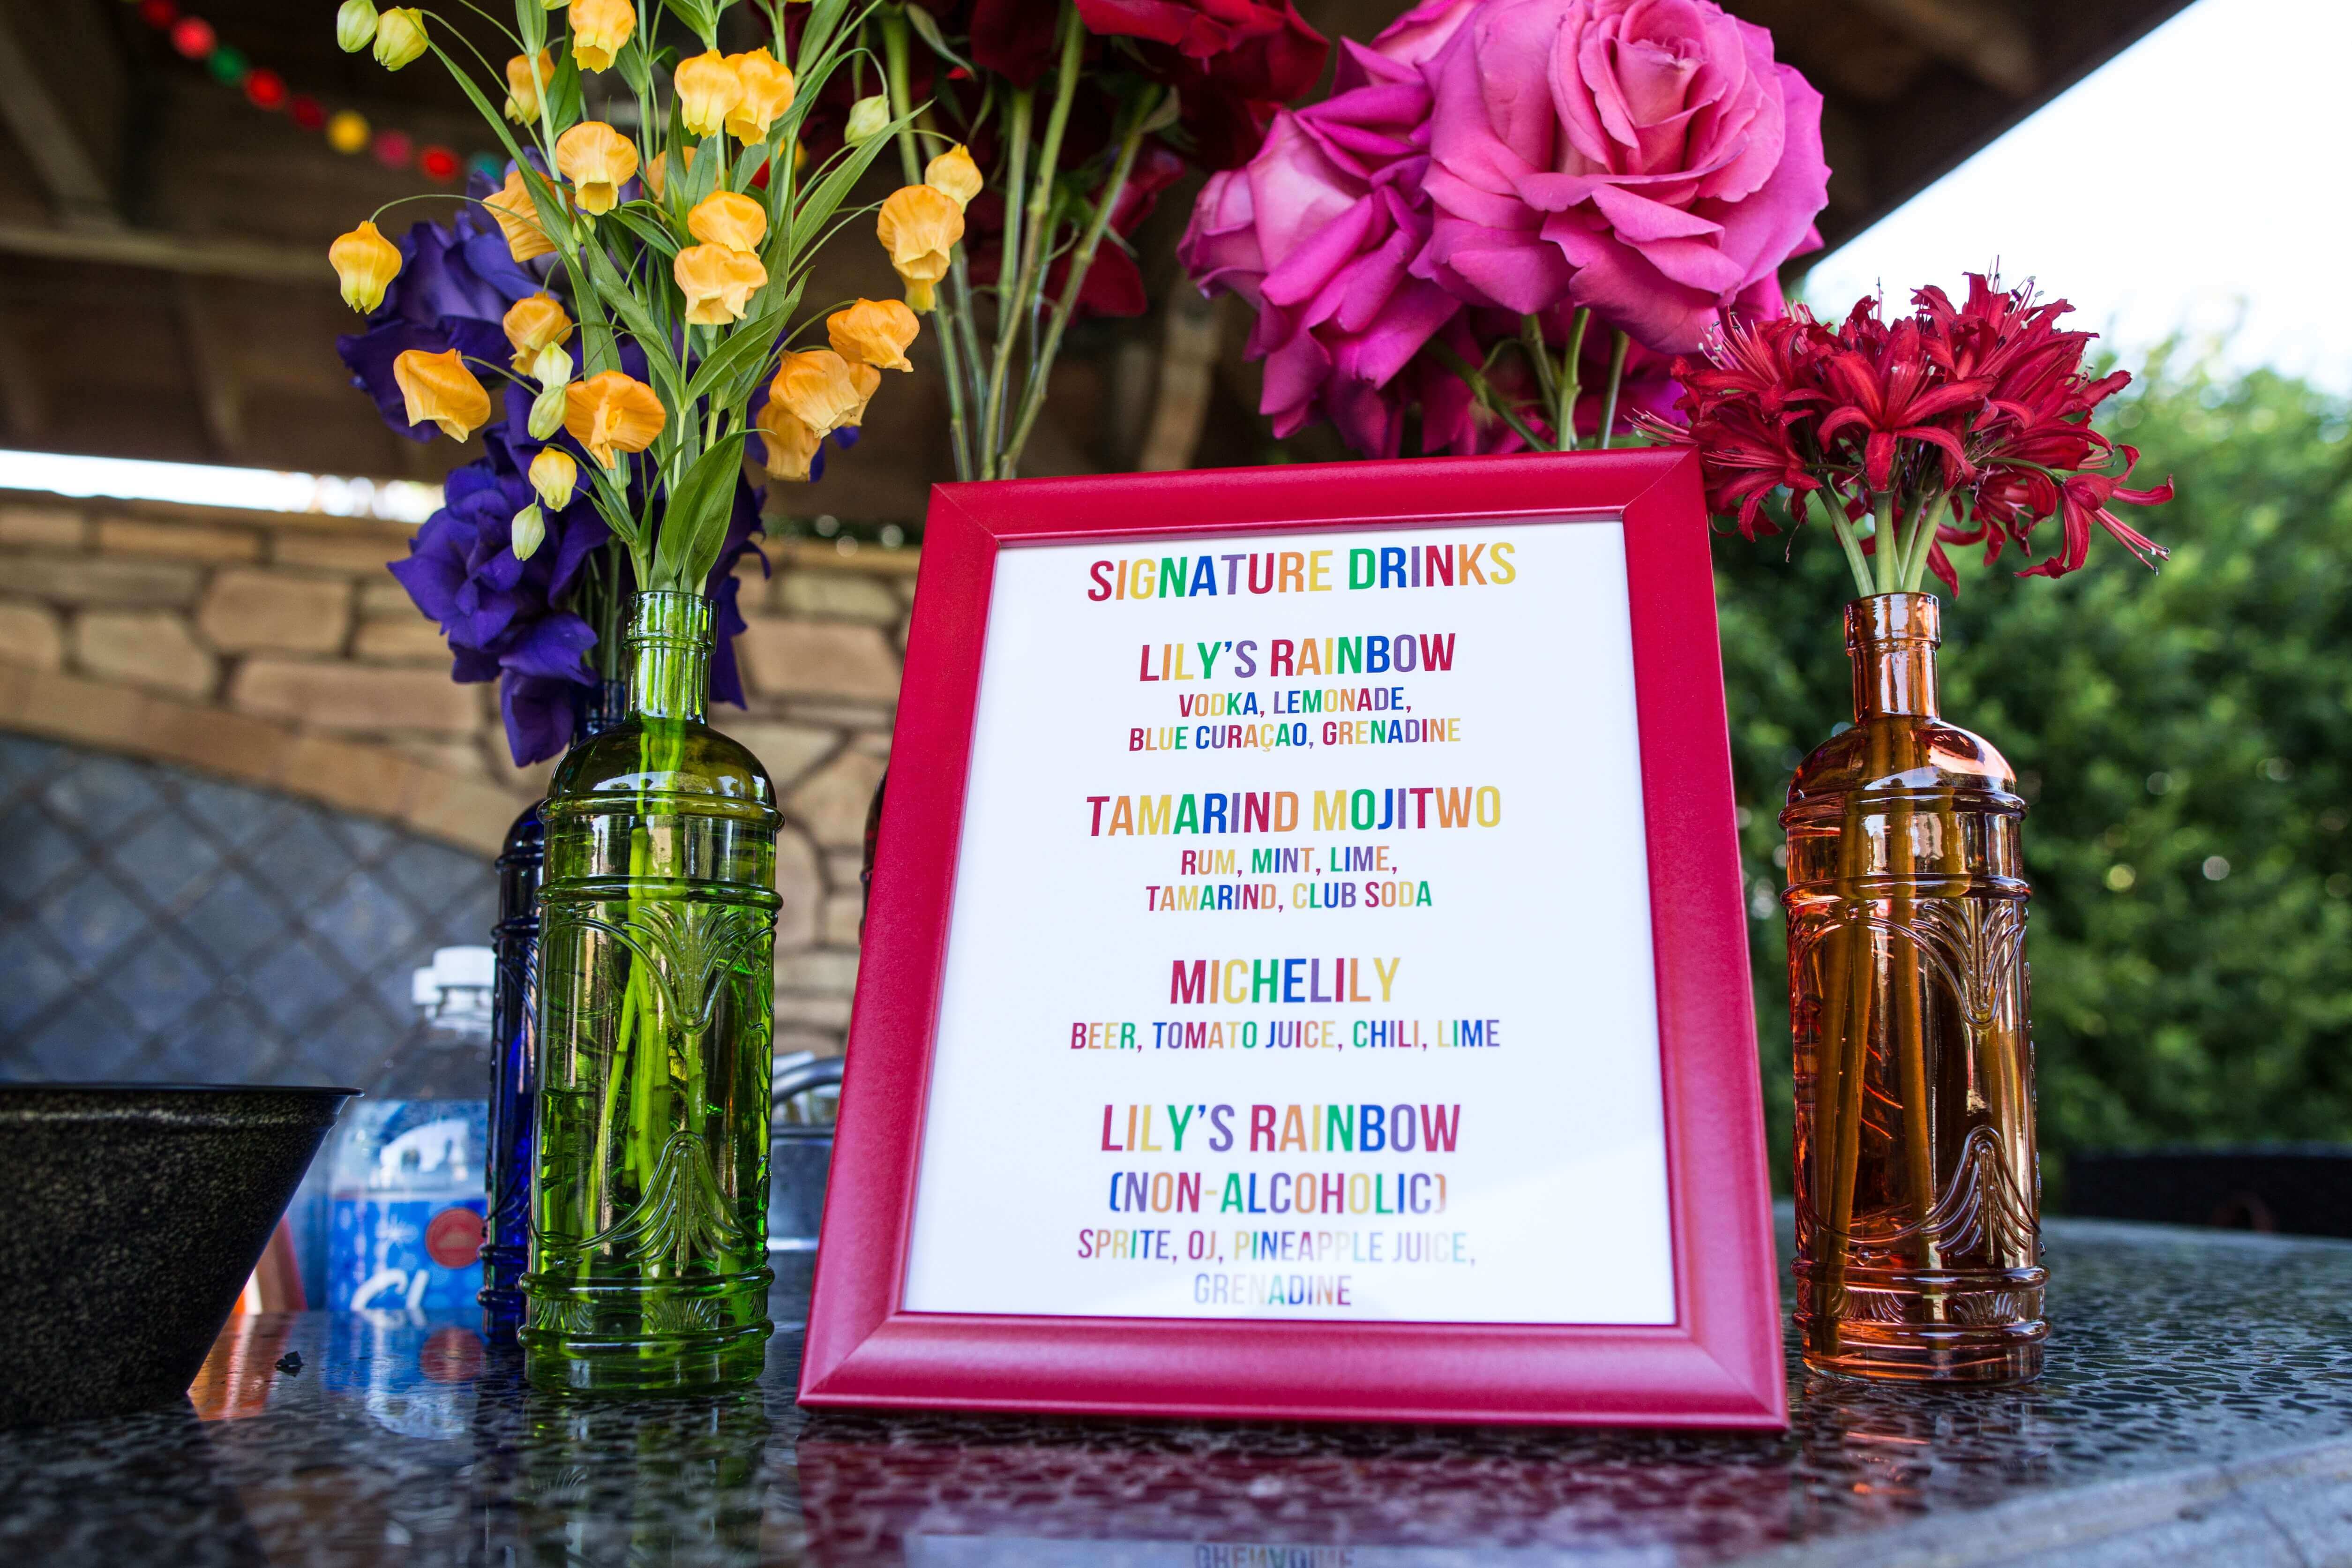 SIGNATURE DRINKS
LILY'S RAINBOW
VODKA, LEMONADE,
BLUE CURAÇAO, GRENADINE
TAMARIND MOJITWO
RUM, MINT, LIME,
TAMARIND, CLUB SODA
MICHELILY
BEER, TOMATO JUICE, CHILI, LIME
LILY'S RAINBOW
(NON-ALCOHOLIC)
SPRITE, OJ, PINEAPPLE JUICE,
GRENADINE